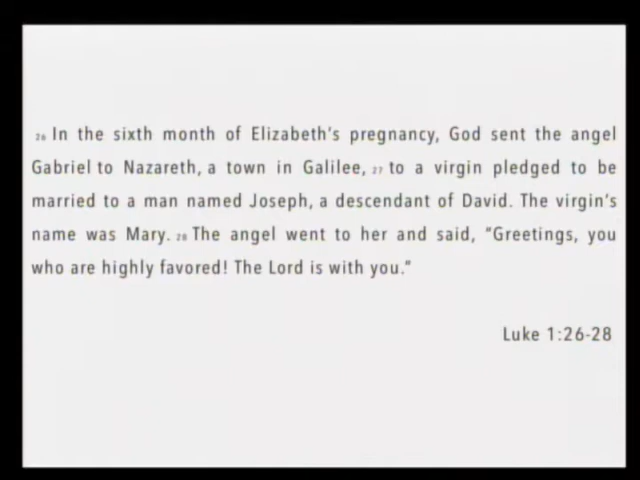 26 In the sixth month of Elizabeth's pregnancy, God sent the angel
Gabriel to Nazareth, a town in Galilee, 27 to a virgin pledged to be
married to a man named Joseph, a descendant of David. The virgin's
name was Mary. 28 The angel went to her and said, "Greetings, you
who are highly favored! The Lord is with you."
Luke 1:26-28